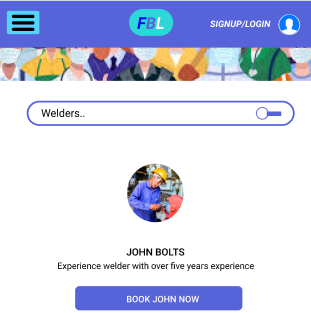 FBL
SIGNUP/LOGIN
Welders..
JOHN BOLTS
Experience welder with over five years experience
BOOK JOHN NOW